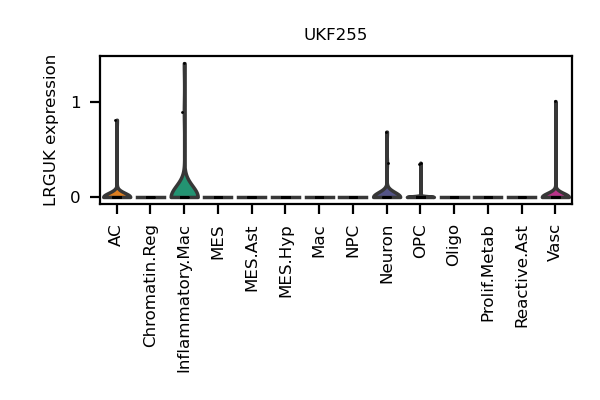 UKF255
LRGUK expression
1
0
AC
Chromatin.Reg
Inflammatory.Mac
MES
MES.Ast
MES.Hyp
Mac
NPC
Neuron
OPC
Oligo
Prolif.Metab
Reactive.Ast
Vasc